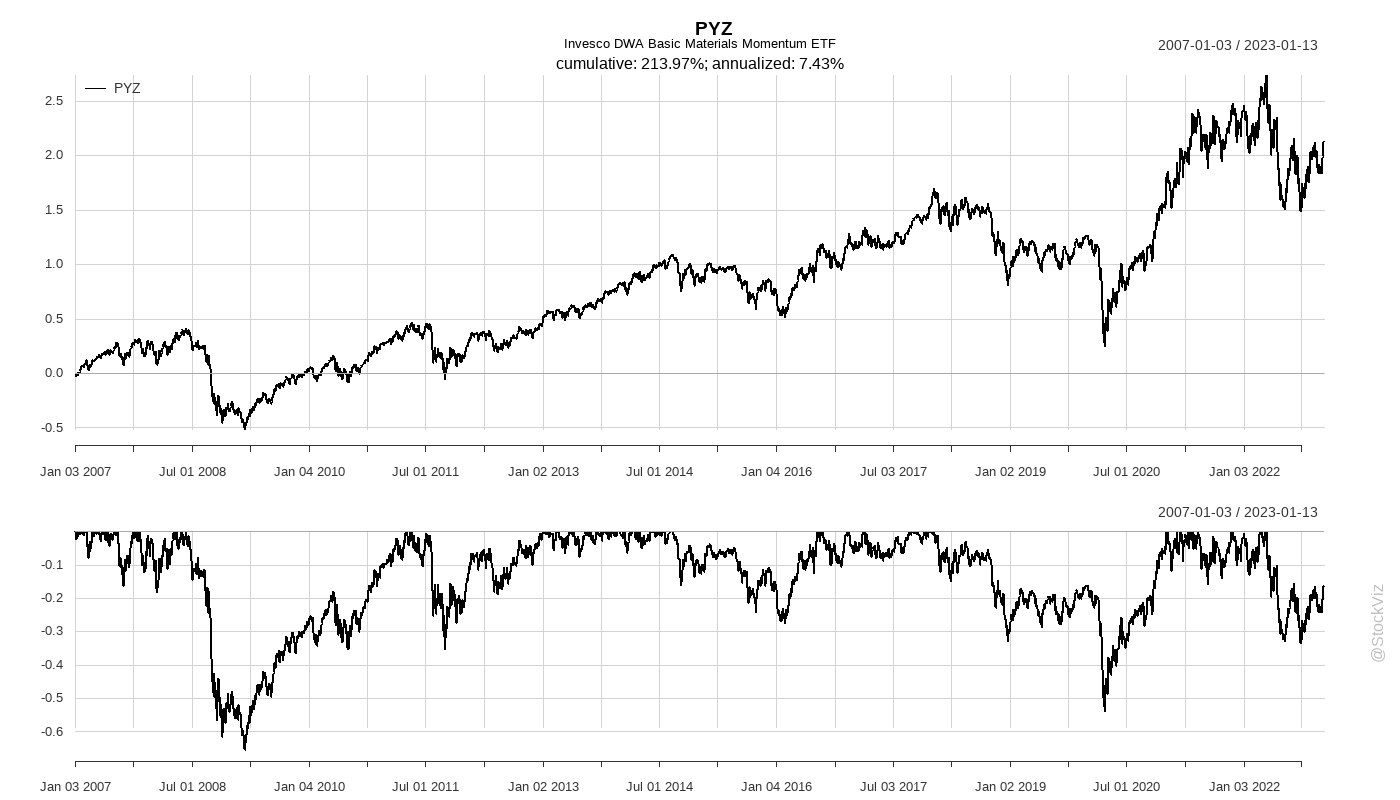 PYZ
Invesco DWA Basic Materials Momentum ETF
cumulative: 213.97%; annualized: 7.43%
2007-01-03 / 2023-01-13
PYZ
2.5
2.0
1.5
1.0
0.5
0.0
-0.5
Jan 03 2007 Jul 01 2008 Jan 04 2010 Jul 01 2011 Jan 02 2013 Jul 01 2014 Jan 04 2016 Jul 03 2017 Jan 02 2019 Jul 01 2020 Jan 03 2022
2007-01-03 / 2023-01-13
-0.1
-0.2
-0.3
-0.4
-0.5
-0.6
Jan 03 2007 Jul 01 2008 Jan 04 2010 Jul 01 2011 Jan 02 2013 Jul 01 2014 Jan 04 2016 Jul 03 2017 Jan 02 2019 Jul 01 2020 Jan 03 2022
@StockViz